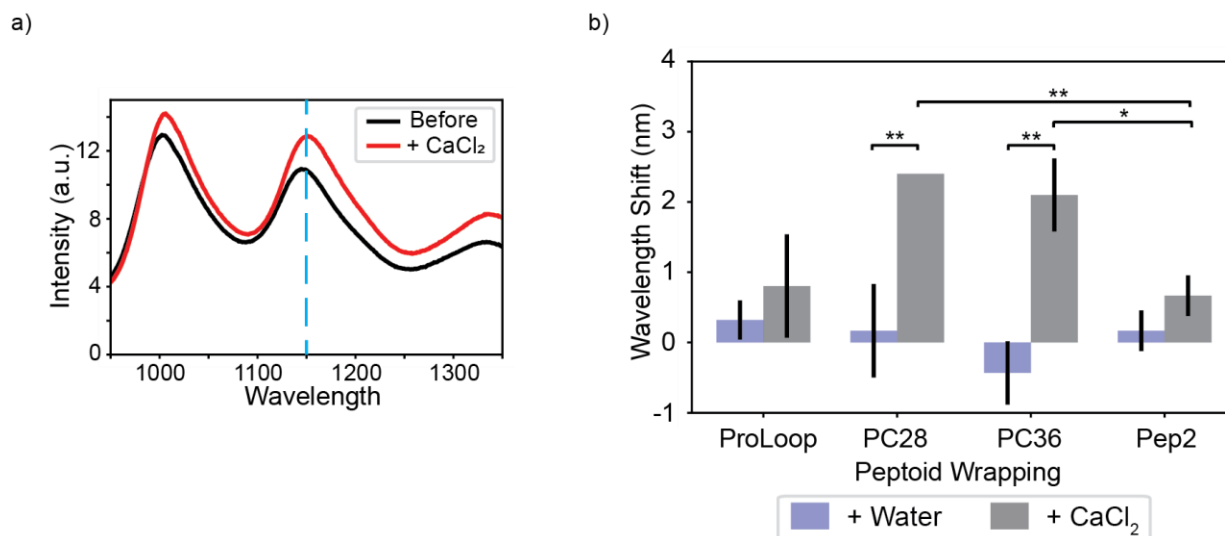 a)
b)
Intensity (a.u.)
12
8
4
0
Before
+ CaCl₂
1000 1100 1200 1300
Wavelength
Wavelength Shift (nm)
4
3
2
1
0
-1
**
*
** **
ProLoop PC28 PC36 Pep2
Peptoid Wrapping
+ Water + CaCl₂